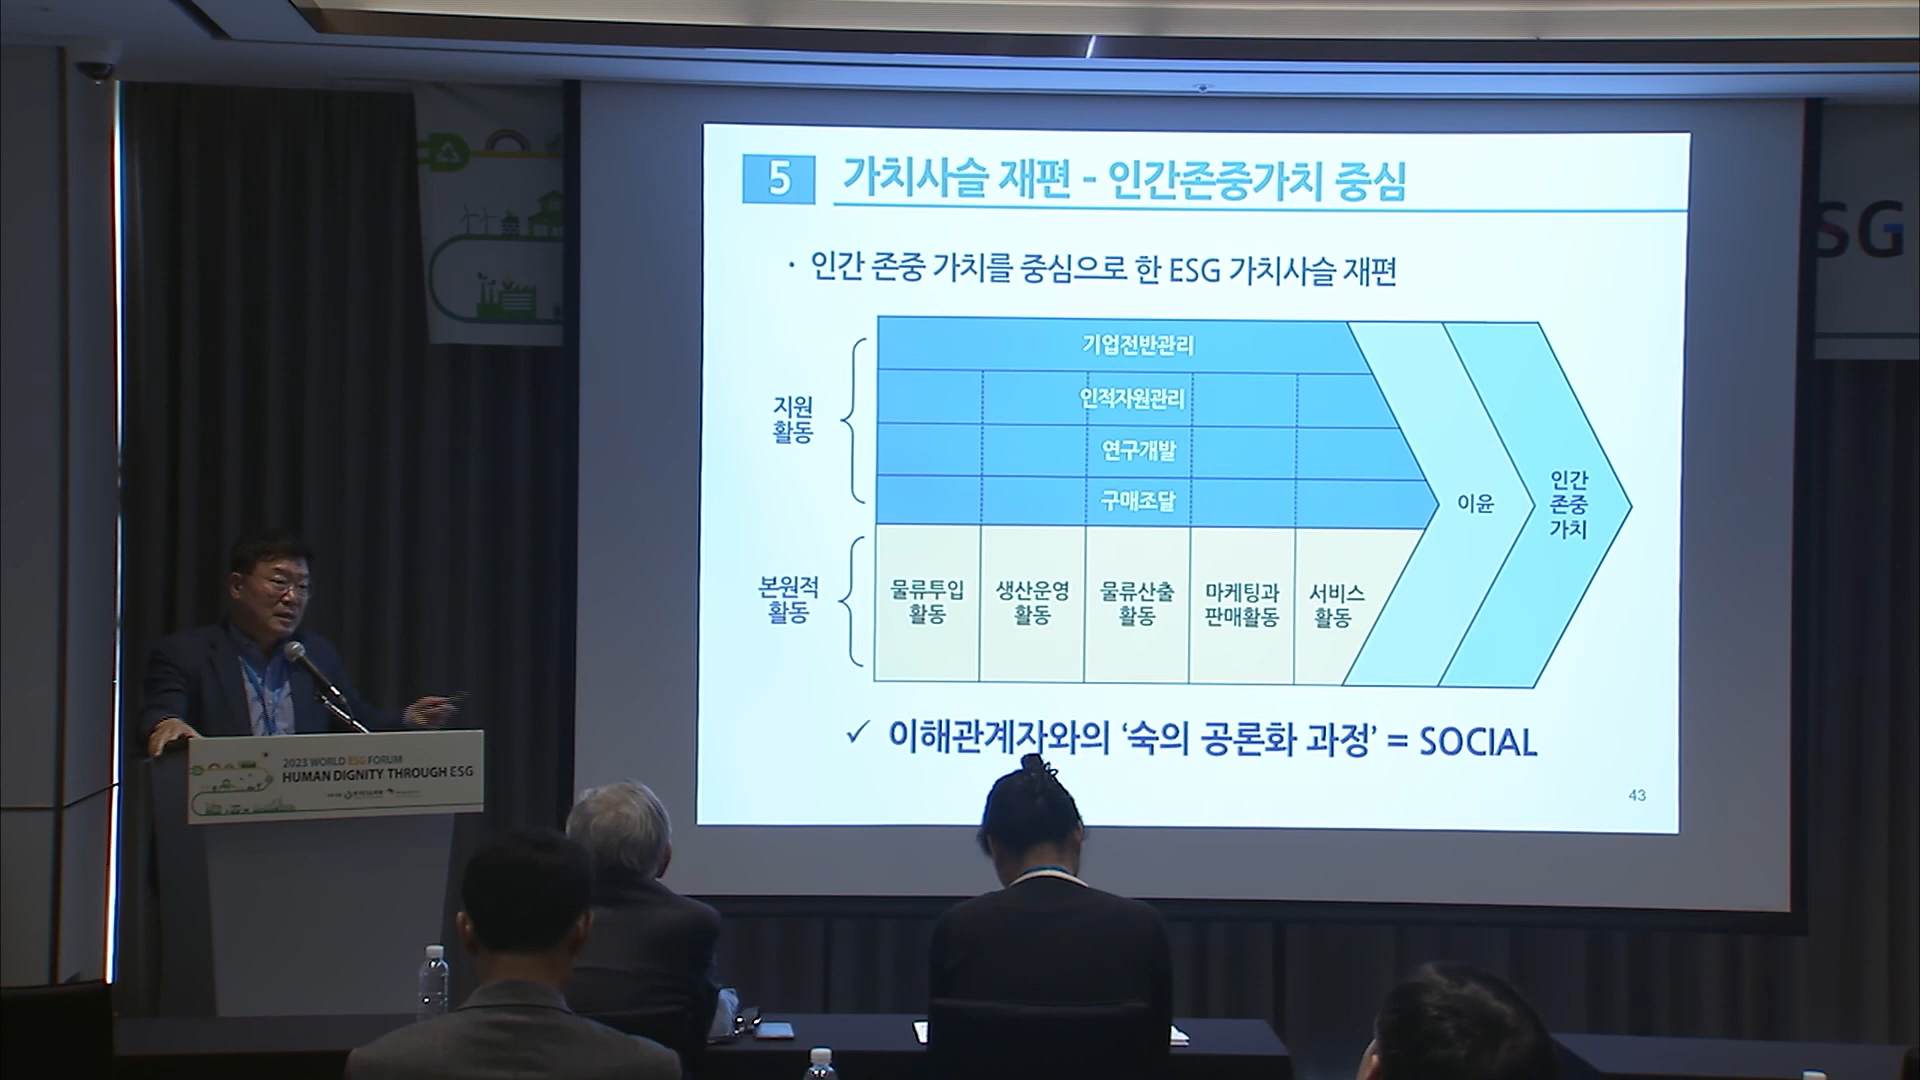 5 가치사슬 재편 - 인간존중가치 중심
· 인간 존중 가치를 중심으로 한 ESG 가치사슬 재편
지원
활동
기업전반관리
인적자원관리
연구개발
구매조달
본원적
활동
물류투입
활동
생산운영
활동
물류산출
활동
마케팅과
판매활동
서비스
활동
이윤
인간
존중
가치
✓ 이해관계자와의 ‘숙의 공론화 과정’ = SOCIAL
43
SG
2023 WORLD ESG FORUM
HUMAN DIGNITY THROUGH ESG